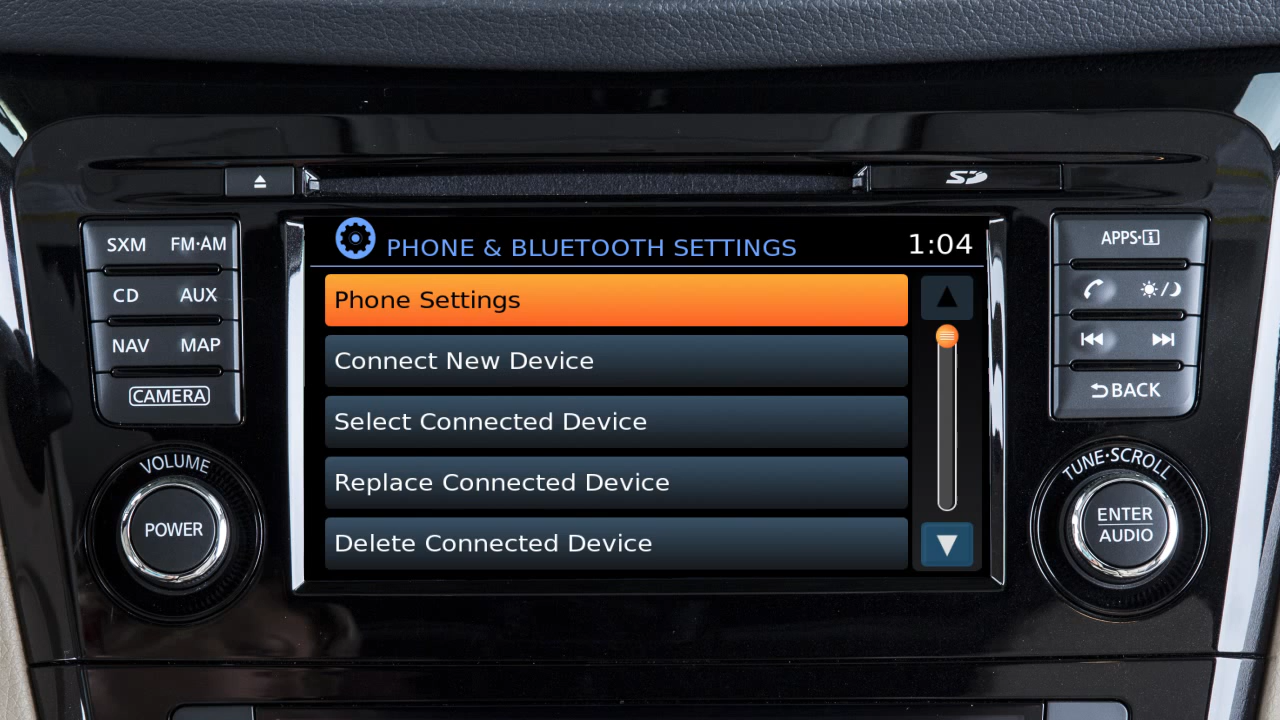 SD
SXM FM·AM
CD AUX
NAV MAP
CAMERA
VOLUME
POWER
PHONE & BLUETOOTH SETTINGS 1:04
Phone Settings
Connect New Device
Select Connected Device
Replace Connected Device
Delete Connected Device
APPS·i
BACK
TUNE·SCROLL
ENTER
AUDIO